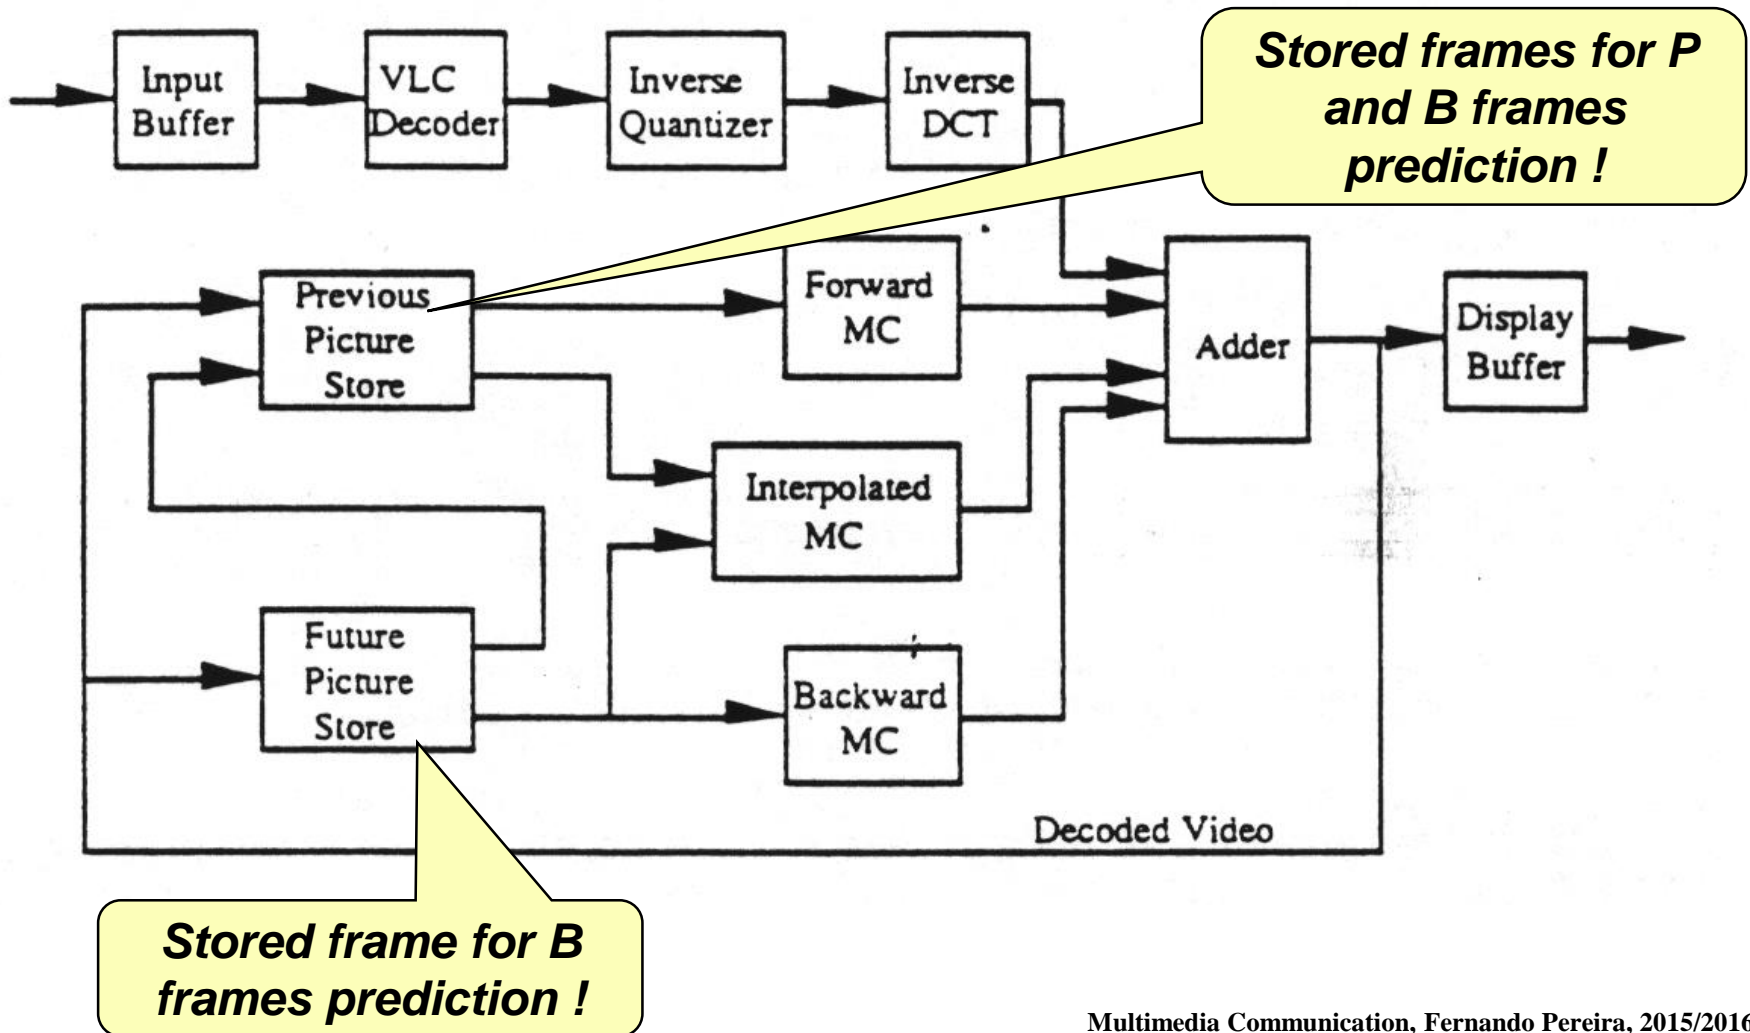 Input
Buffer
VLC
Decoder
Inverse
Quantizer
Inverse
DCT
Stored frames for P
and B frames
prediction !
Previous
Picture
Store
Forward
MC
Adder
Display
Buffer
Interpolated
MC
Future
Picture
Store
Backward
MC
Decoded Video
Stored frame for B
frames prediction !
Multimedia Communication, Fernando Pereira, 2015/2016